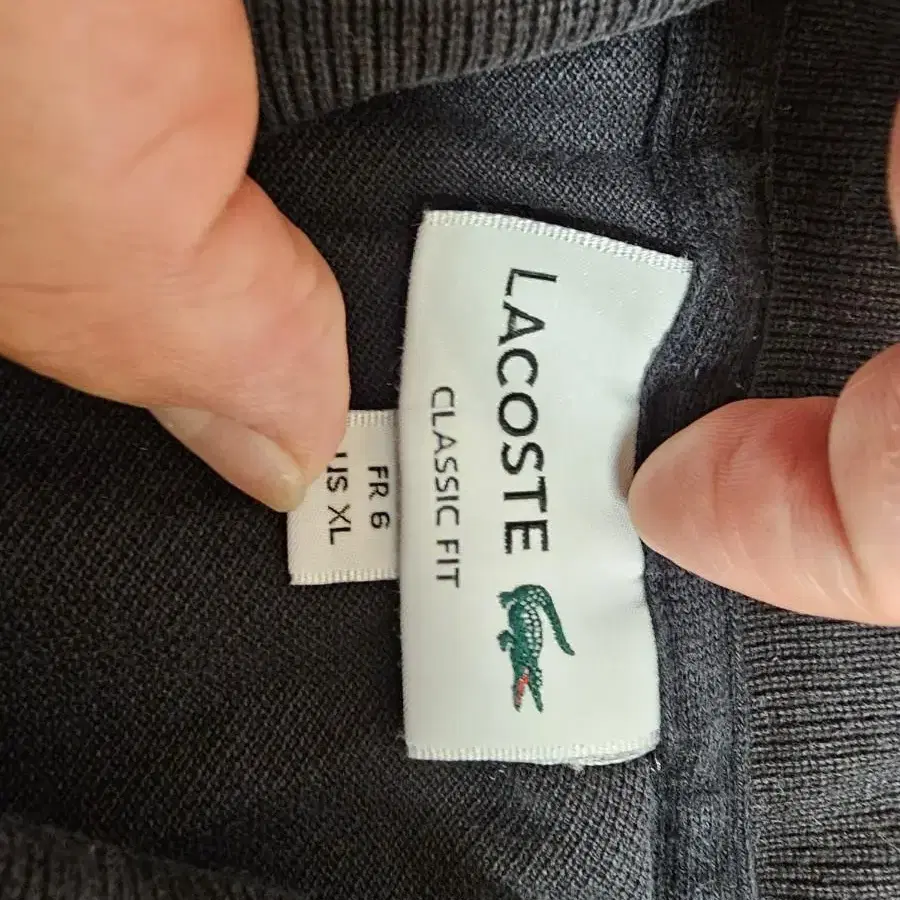 LACOSTE
CLASSIC FIT
FR 6
US XL